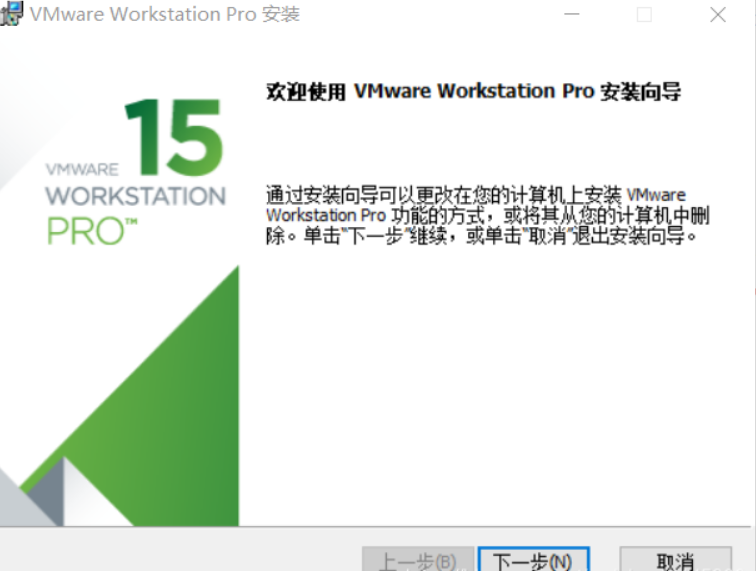 VMware Workstation Pro 安装
欢迎使用 VMware Workstation Pro 安装向导
15
VMWARE
WORKSTATION
PRO™
通过安装向导可以更改在您的计算机上安装 VMware
Workstation Pro 功能的方式，或将其从您的计算机中删
除。单击“下一步”继续，或单击“取消”退出安装向导。
上一步(B) 下一步(N) 取消